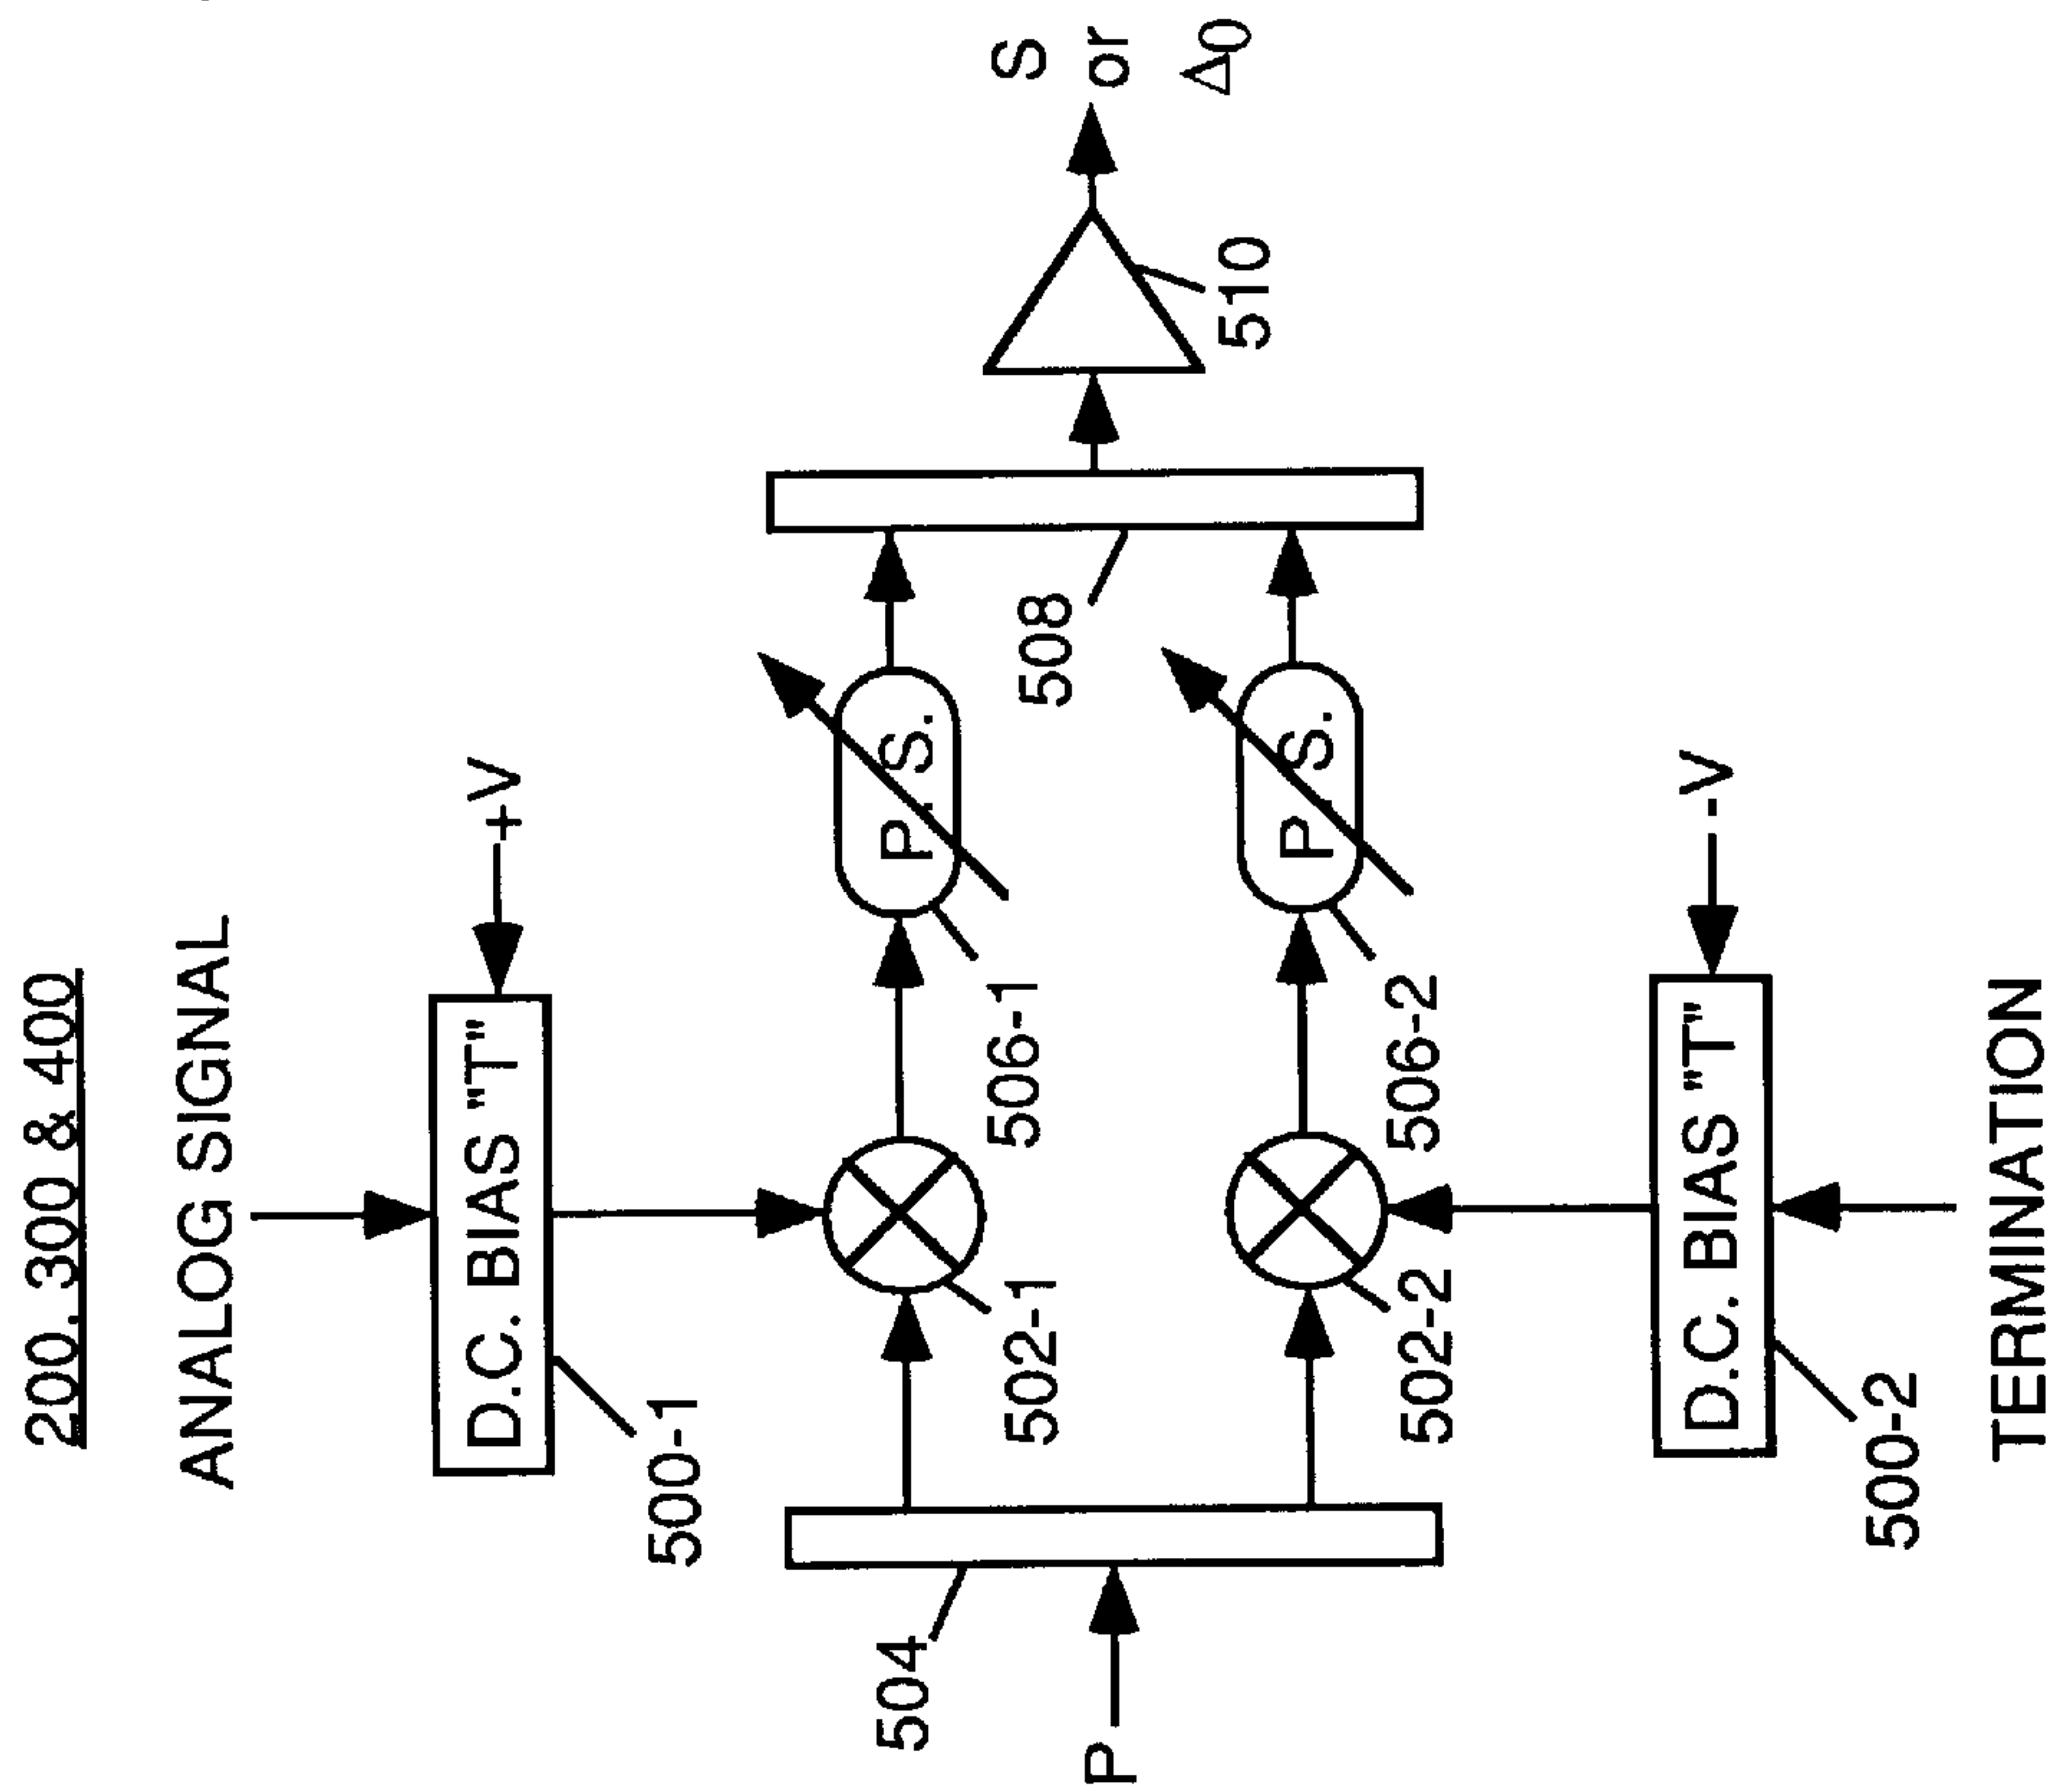 200, 300 & 400
ANALOG SIGNAL
D.C. BIAS "T"
+V
500-1
504
502-1
506-1
P. S.
508
510
S
or
Δ0
P
502-2
506-2
P. S.
D.C. BIAS "T"
-V
500-2
TERMINATION